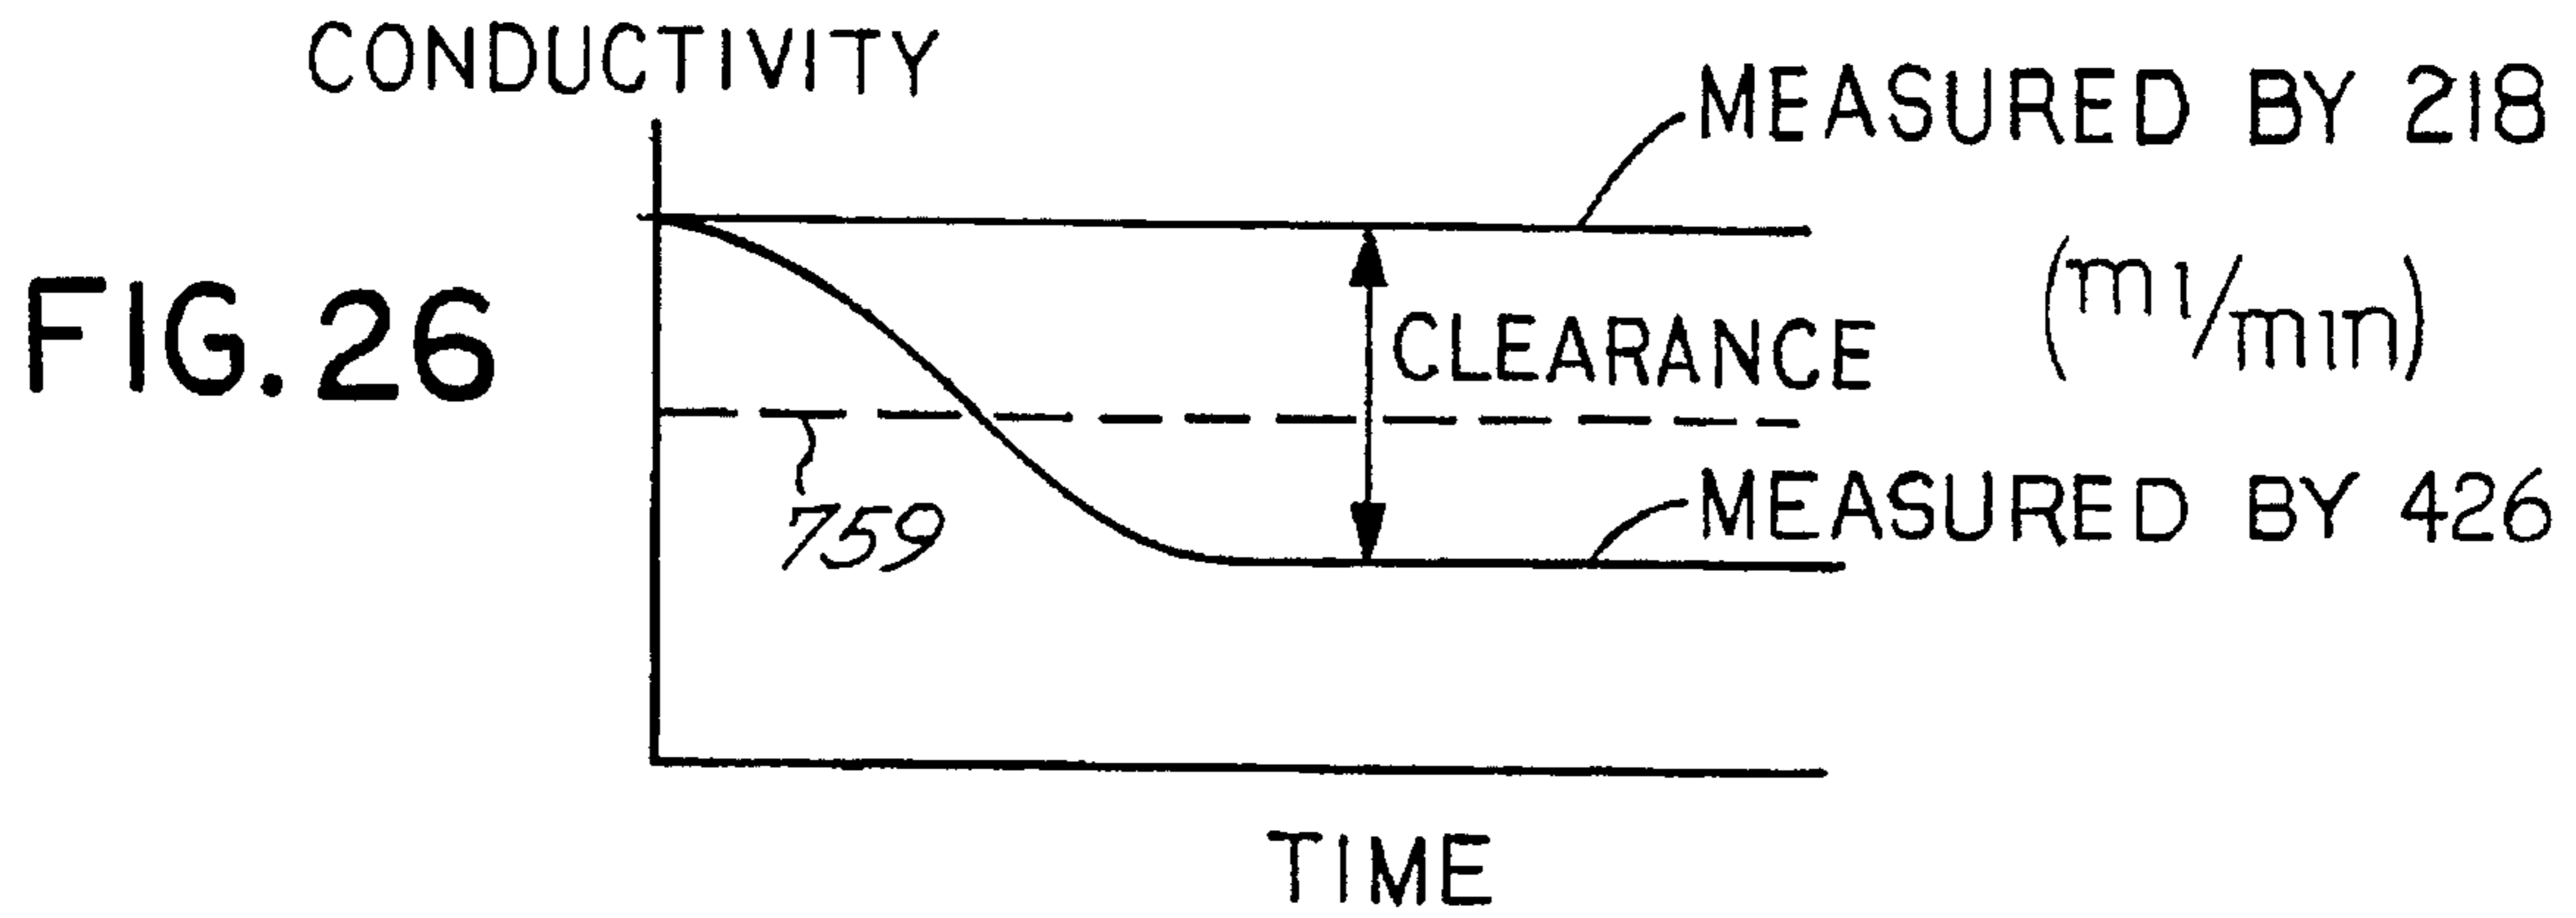 CONDUCTIVITY
MEASURED BY 218
(ml/min)
FIG. 26
CLEARANCE
759
MEASURED BY 426
TIME